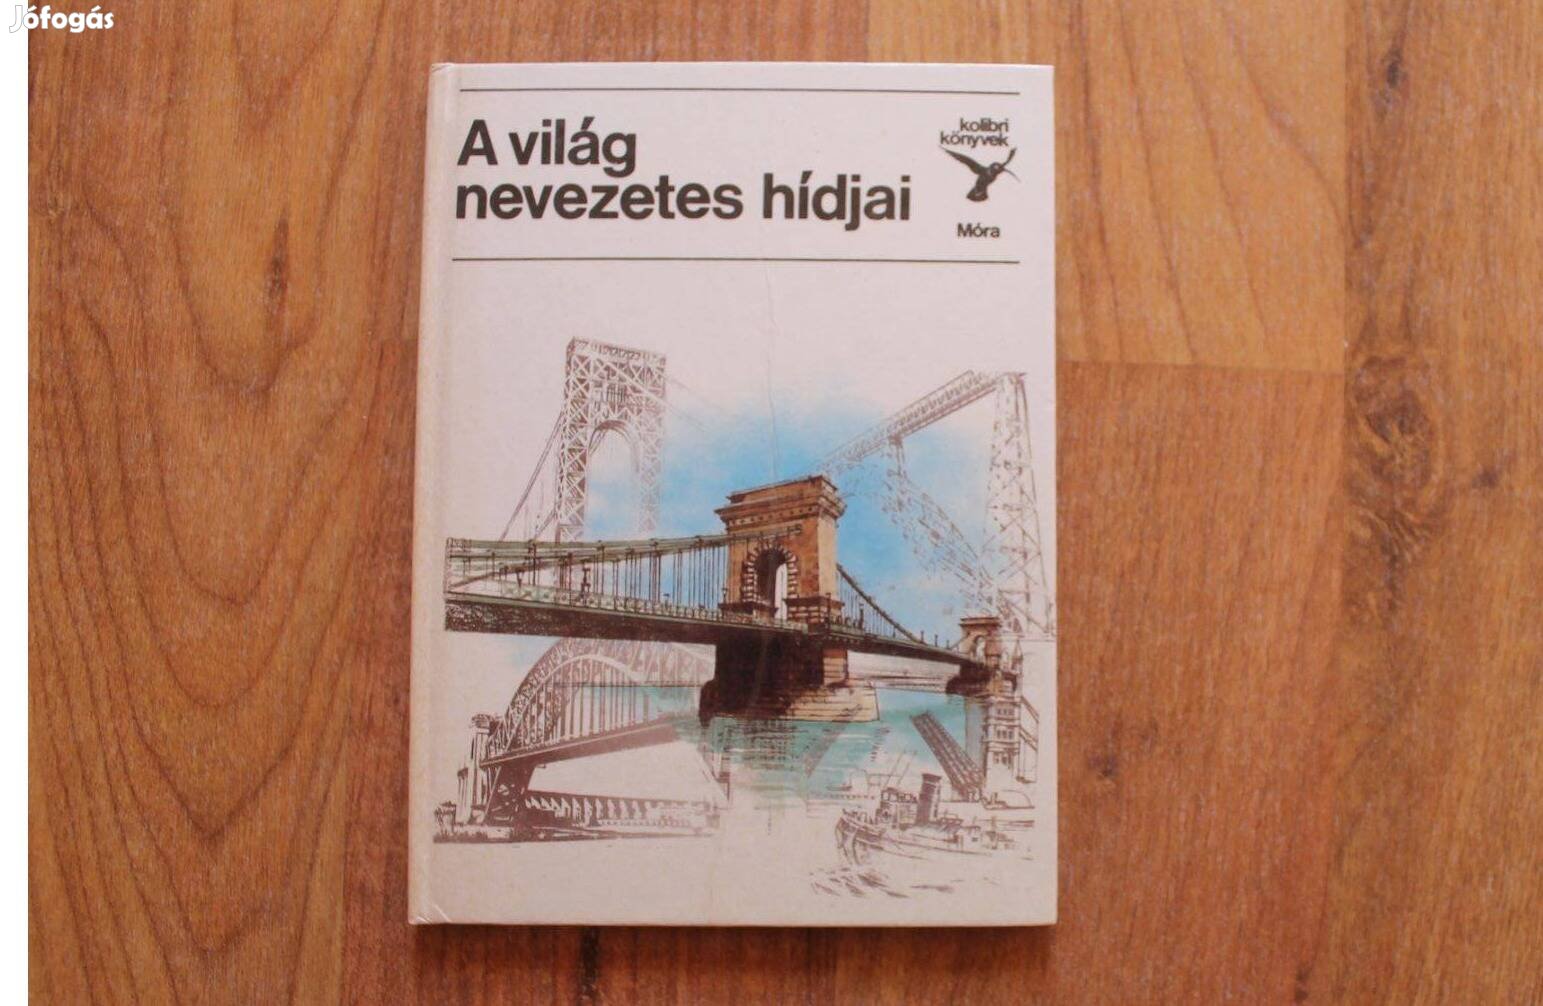 Jófogás
A világ
nevezetes hídjai
kolibri
könyvek
Móra